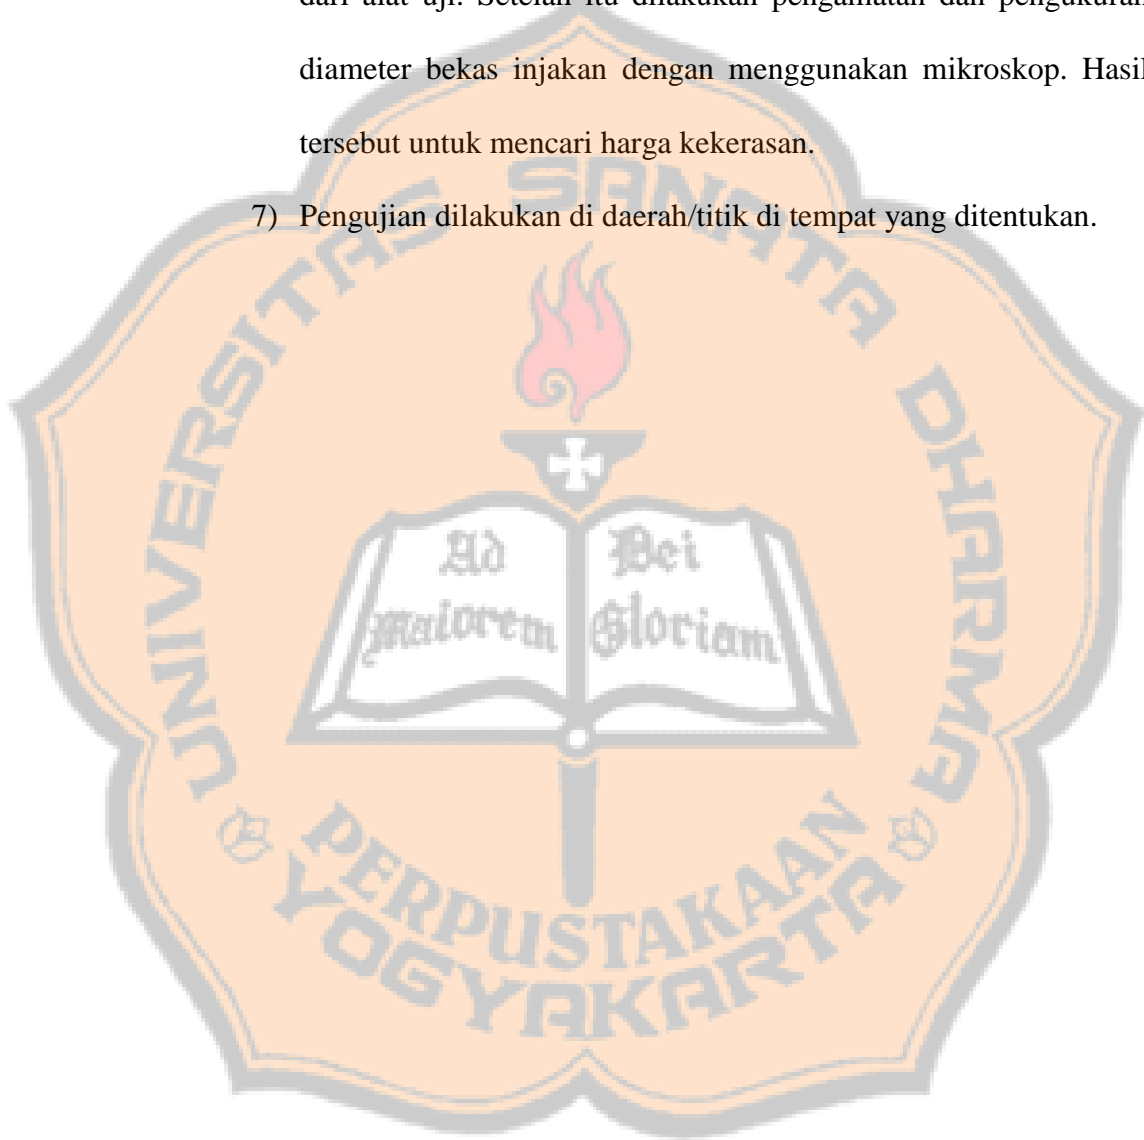 dari alat uji. Setelah itu dilakukan pengamatan dan pengukuran
diameter bekas injakan dengan menggunakan mikroskop. Hasil
tersebut untuk mencari harga kekerasan.
7) Pengujian dilakukan di daerah/titik di tempat yang ditentukan.
UNIVERSITAS SANATA DHARMA
Ad Dei
Maiorem Gloriam
PERPUSTAKAAN
YOGYAKARTA